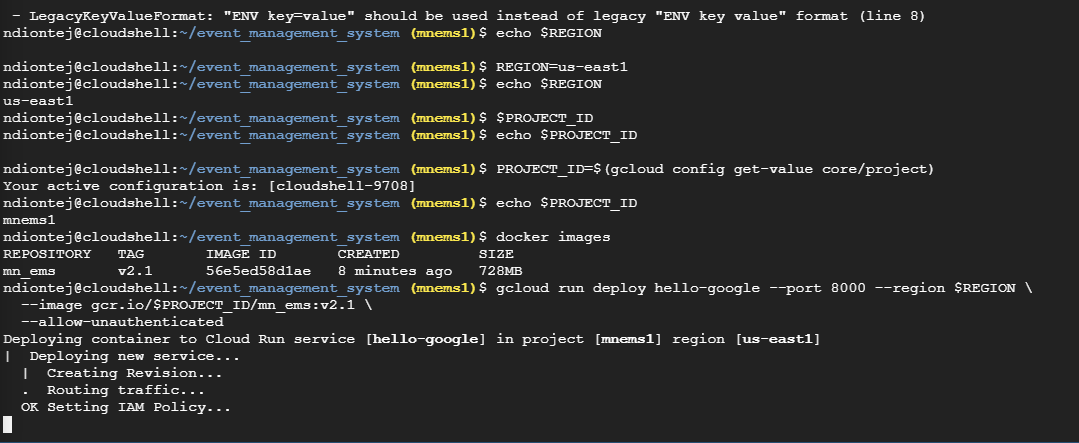 - LegacyKeyValueFormat: "ENV key=value" should be used instead of legacy "ENV key value" format (line 8)
ndiontej@cloudshell:~/event_management_system (mnems1)$ echo $REGION
ndiontej@cloudshell:~/event_management_system (mnems1)$ REGION=us-east1
ndiontej@cloudshell:~/event_management_system (mnems1)$ echo $REGION
us-east1
ndiontej@cloudshell:~/event_management_system (mnems1)$ $PROJECT_ID
ndiontej@cloudshell:~/event_management_system (mnems1)$ echo $PROJECT_ID
ndiontej@cloudshell:~/event_management_system (mnems1)$ PROJECT_ID=$(gcloud config get-value core/project)
Your active configuration is: [cloudshell-9708]
ndiontej@cloudshell:~/event_management_system (mnems1)$ echo $PROJECT_ID
mnems1
ndiontej@cloudshell:~/event_management_system (mnems1)$ docker images
REPOSITORY   TAG       IMAGE ID       CREATED         SIZE
mn_ems       v2.1      56e5ed58d1ae   8 minutes ago   728MB
ndiontej@cloudshell:~/event_management_system (mnems1)$ gcloud run deploy hello-google --port 8000 --region $REGION \
  --image gcr.io/$PROJECT_ID/mn_ems:v2.1 \
  --allow-unauthenticated
Deploying container to Cloud Run service [hello-google] in project [mnems1] region [us-east1]
|  Deploying new service...
  |  Creating Revision...
  .  Routing traffic...
  OK Setting IAM Policy...